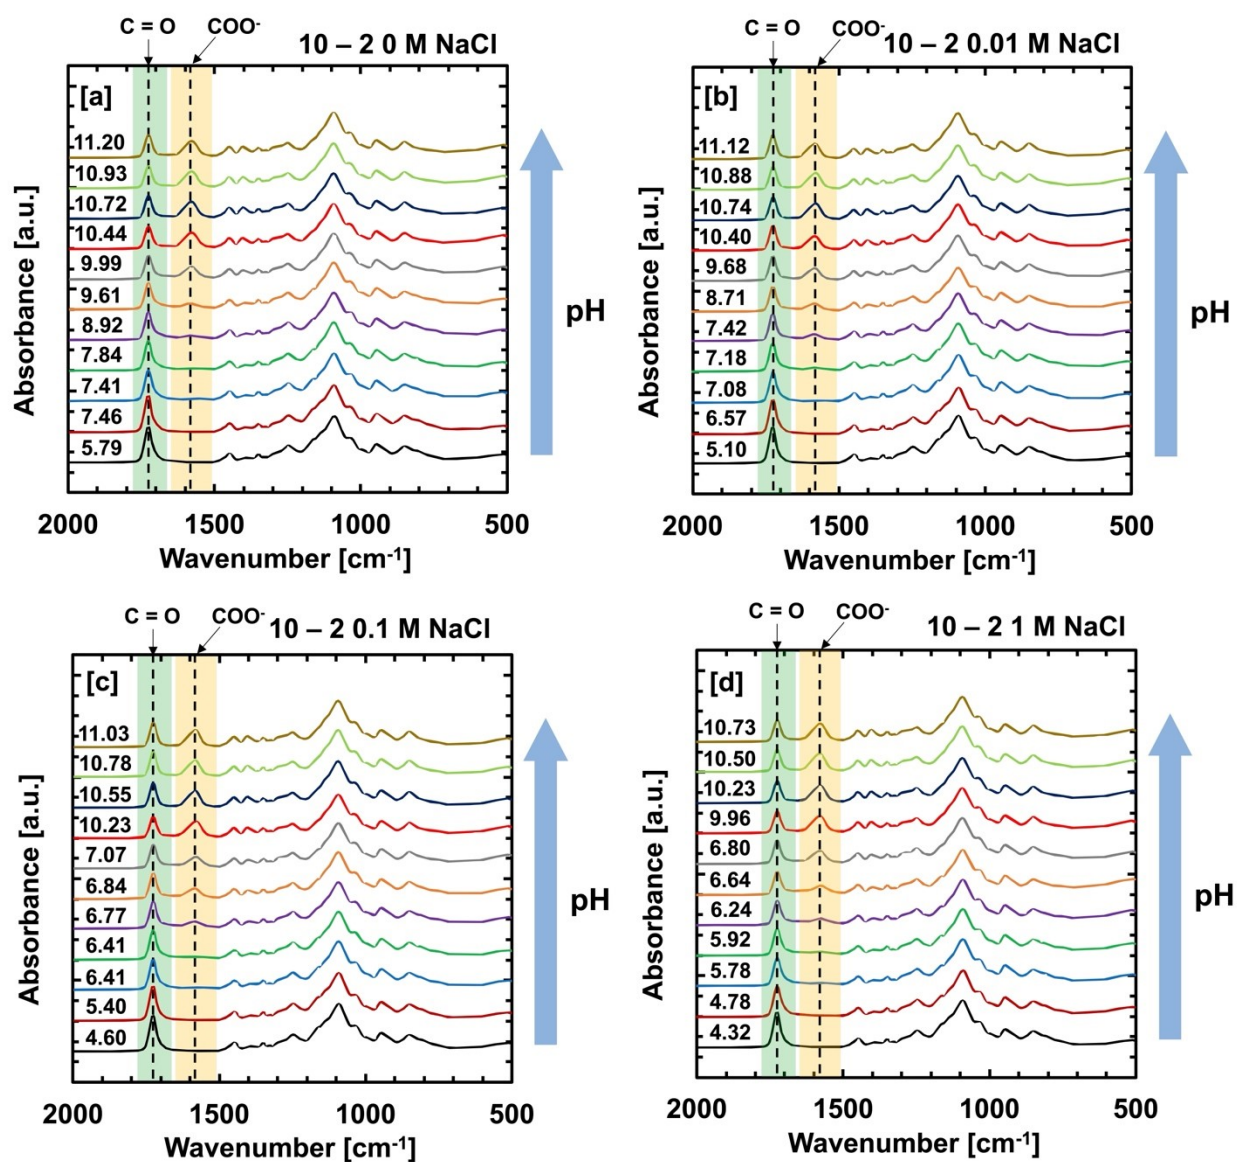 C = O
COO-
10 – 2 0 M NaCl
[a]
11.20
10.93
10.72
10.44
9.99
9.61
8.92
7.84
7.41
7.46
5.79
Absorbance [a.u.]
pH
2000 1500 1000 500
Wavenumber [cm-1]
C = O
COO-
10 – 2 0.01 M NaCl
[b]
11.12
10.88
10.74
10.40
9.68
8.71
7.42
7.18
7.08
6.57
5.10
Absorbance [a.u.]
pH
2000 1500 1000 500
Wavenumber [cm-1]
C = O
COO-
10 – 2 0.1 M NaCl
[c]
11.03
10.78
10.55
10.23
7.07
6.84
6.77
6.41
6.41
5.40
4.60
Absorbance [a.u.]
pH
2000 1500 1000 500
Wavenumber [cm-1]
C = O
COO-
10 – 2 1 M NaCl
[d]
10.73
10.50
10.23
9.96
6.80
6.64
6.24
5.92
5.78
4.78
4.32
Absorbance [a.u.]
pH
2000 1500 1000 500
Wavenumber [cm-1]